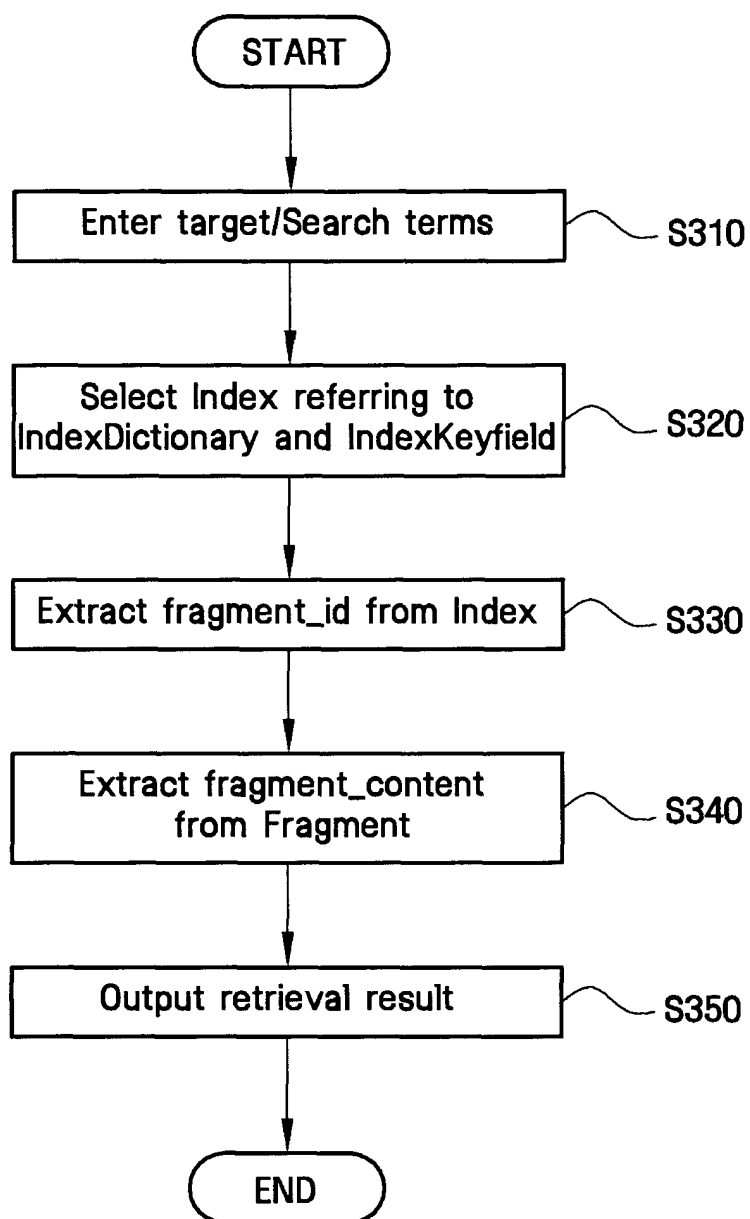 START
Enter target/Search terms
S310
Select Index referring to
IndexDictionary and IndexKeyfield
S320
Extract fragment_id from Index
S330
Extract fragment_content
from Fragment
S340
Output retrieval result
S350
END